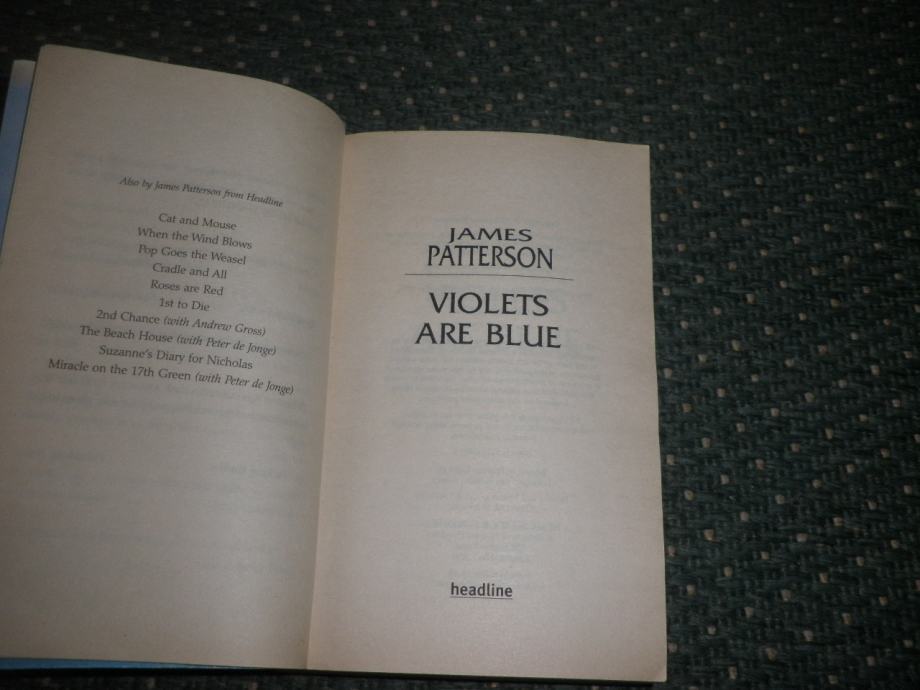 Also by James Patterson from Headline
Cat and Mouse
When the Wind Blows
Pop Goes the Weasel
Cradle and All
Roses are Red
1st to Die
2nd Chance (with Andrew Gross)
The Beach House (with Peter de Jonge)
Suzanne's Diary for Nicholas
Miracle on the 17th Green (with Peter de Jonge)
JAMES
PATTERSON
VIOLETS
ARE BLUE
headline